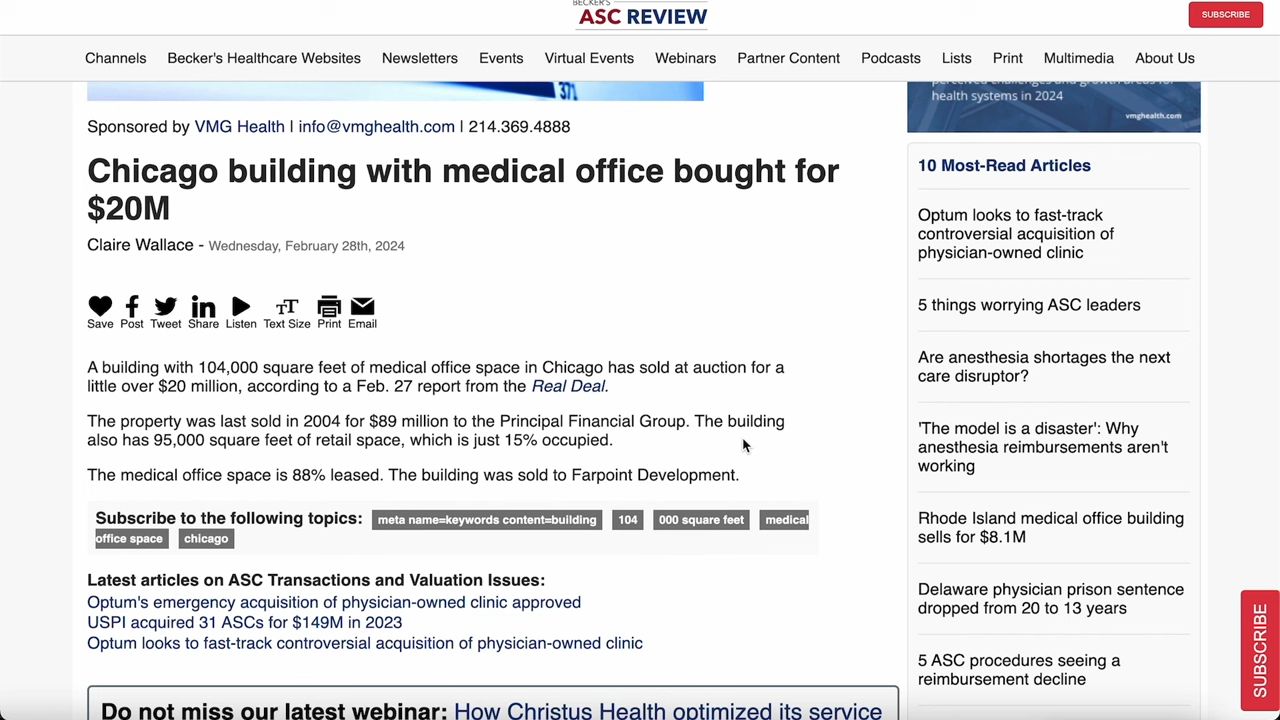 BECKER'S
ASC REVIEW
SUBSCRIBE
Channels Becker's Healthcare Websites Newsletters Events Virtual Events Webinars Partner Content Podcasts Lists Print Multimedia About Us
371
health systems in 2024
vmghealth.com
Sponsored by VMG Health | info@vmghealth.com | 214.369.4888
Chicago building with medical office bought for
$20M
Claire Wallace - Wednesday, February 28th, 2024
Save Post Tweet Share Listen Text Size Print Email
A building with 104,000 square feet of medical office space in Chicago has sold at auction for a
little over $20 million, according to a Feb. 27 report from the Real Deal.
The property was last sold in 2004 for $89 million to the Principal Financial Group. The building
also has 95,000 square feet of retail space, which is just 15% occupied.
The medical office space is 88% leased. The building was sold to Farpoint Development.
Subscribe to the following topics: meta name=keywords content=building 104 000 square feet medical
office space chicago
Latest articles on ASC Transactions and Valuation Issues:
Optum's emergency acquisition of physician-owned clinic approved
USPI acquired 31 ASCs for $149M in 2023
Optum looks to fast-track controversial acquisition of physician-owned clinic
Do not miss our latest webinar: How Christus Health optimized its service
10 Most-Read Articles
Optum looks to fast-track
controversial acquisition of
physician-owned clinic
5 things worrying ASC leaders
Are anesthesia shortages the next
care disruptor?
'The model is a disaster': Why
anesthesia reimbursements aren't
working
Rhode Island medical office building
sells for $8.1M
Delaware physician prison sentence
dropped from 20 to 13 years
5 ASC procedures seeing a
reimbursement decline
SUBSCRIBE